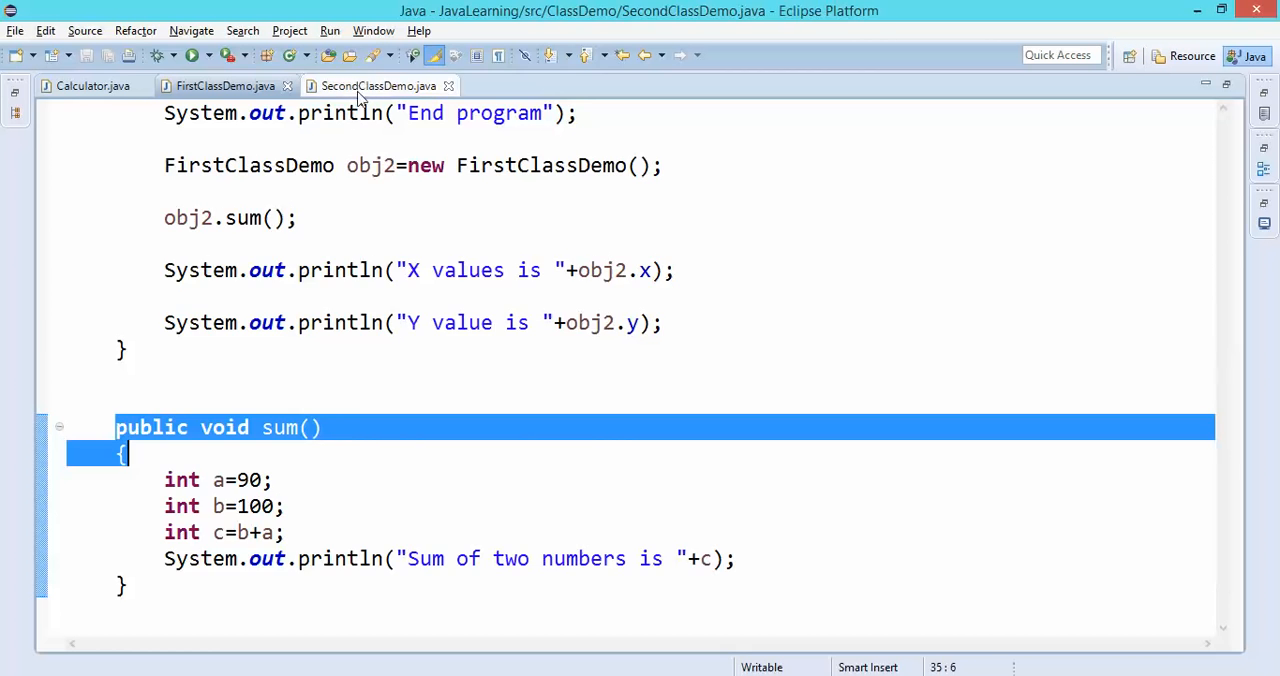 Java - JavaLearning/src/ClassDemo/SecondClassDemo.java - Eclipse Platform
File Edit Source Refactor Navigate Search Project Run Window Help
Quick Access Resource Java
Calculator.java FirstClassDemo.java SecondClassDemo.java
System.out.println("End program");
FirstClassDemo obj2=new FirstClassDemo();
obj2.sum();
System.out.println("X values is "+obj2.x);
System.out.println("Y value is "+obj2.y);
}
public void sum()
{
int a=90;
int b=100;
int c=b+a;
System.out.println("Sum of two numbers is "+c);
}
Writable Smart Insert 35 : 6